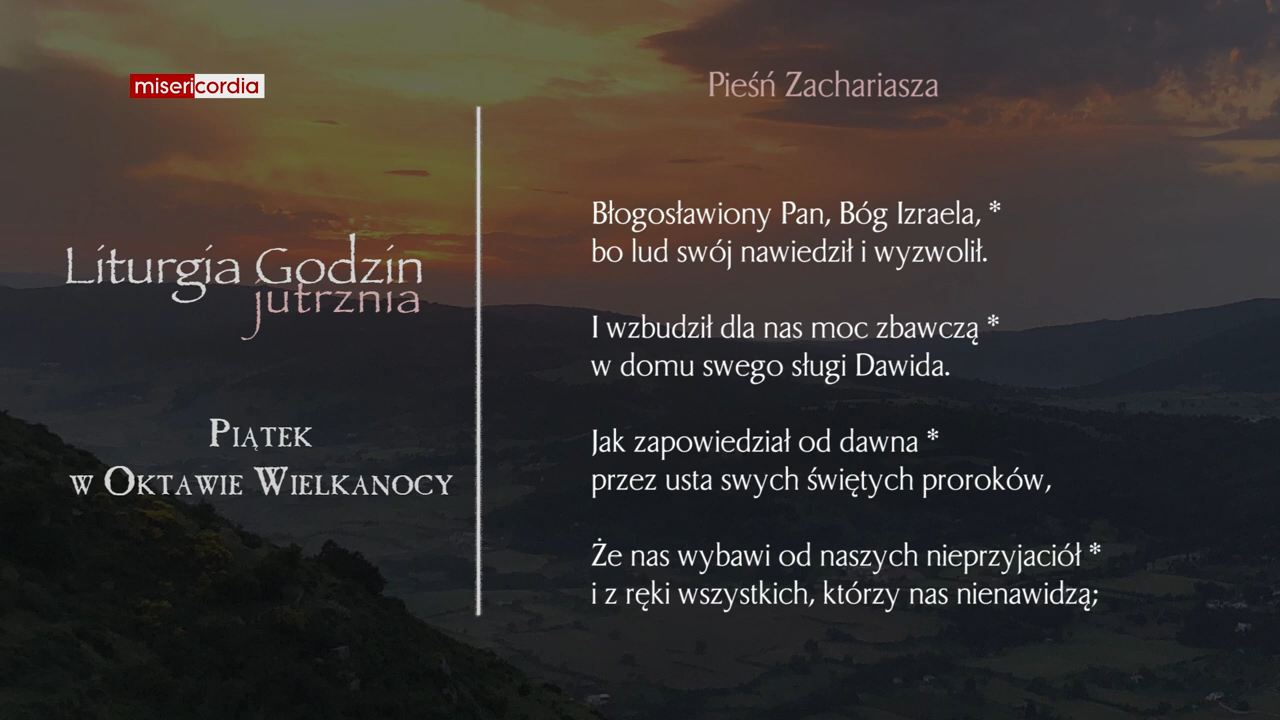 misericordia
Liturgia Godzin
jutrznia
Piątek
w Oktawie Wielkanocy
Pieśń Zachariasza
Błogosławiony Pan, Bóg Izraela, *
bo lud swój nawiedził i wyzwolił.
I wzbudził dla nas moc zbawczą *
w domu swego sługi Dawida.
Jak zapowiedział od dawna *
przez usta swych świętych proroków,
Że nas wybawi od naszych nieprzyjaciół *
i z ręki wszystkich, którzy nas nienawidzą;